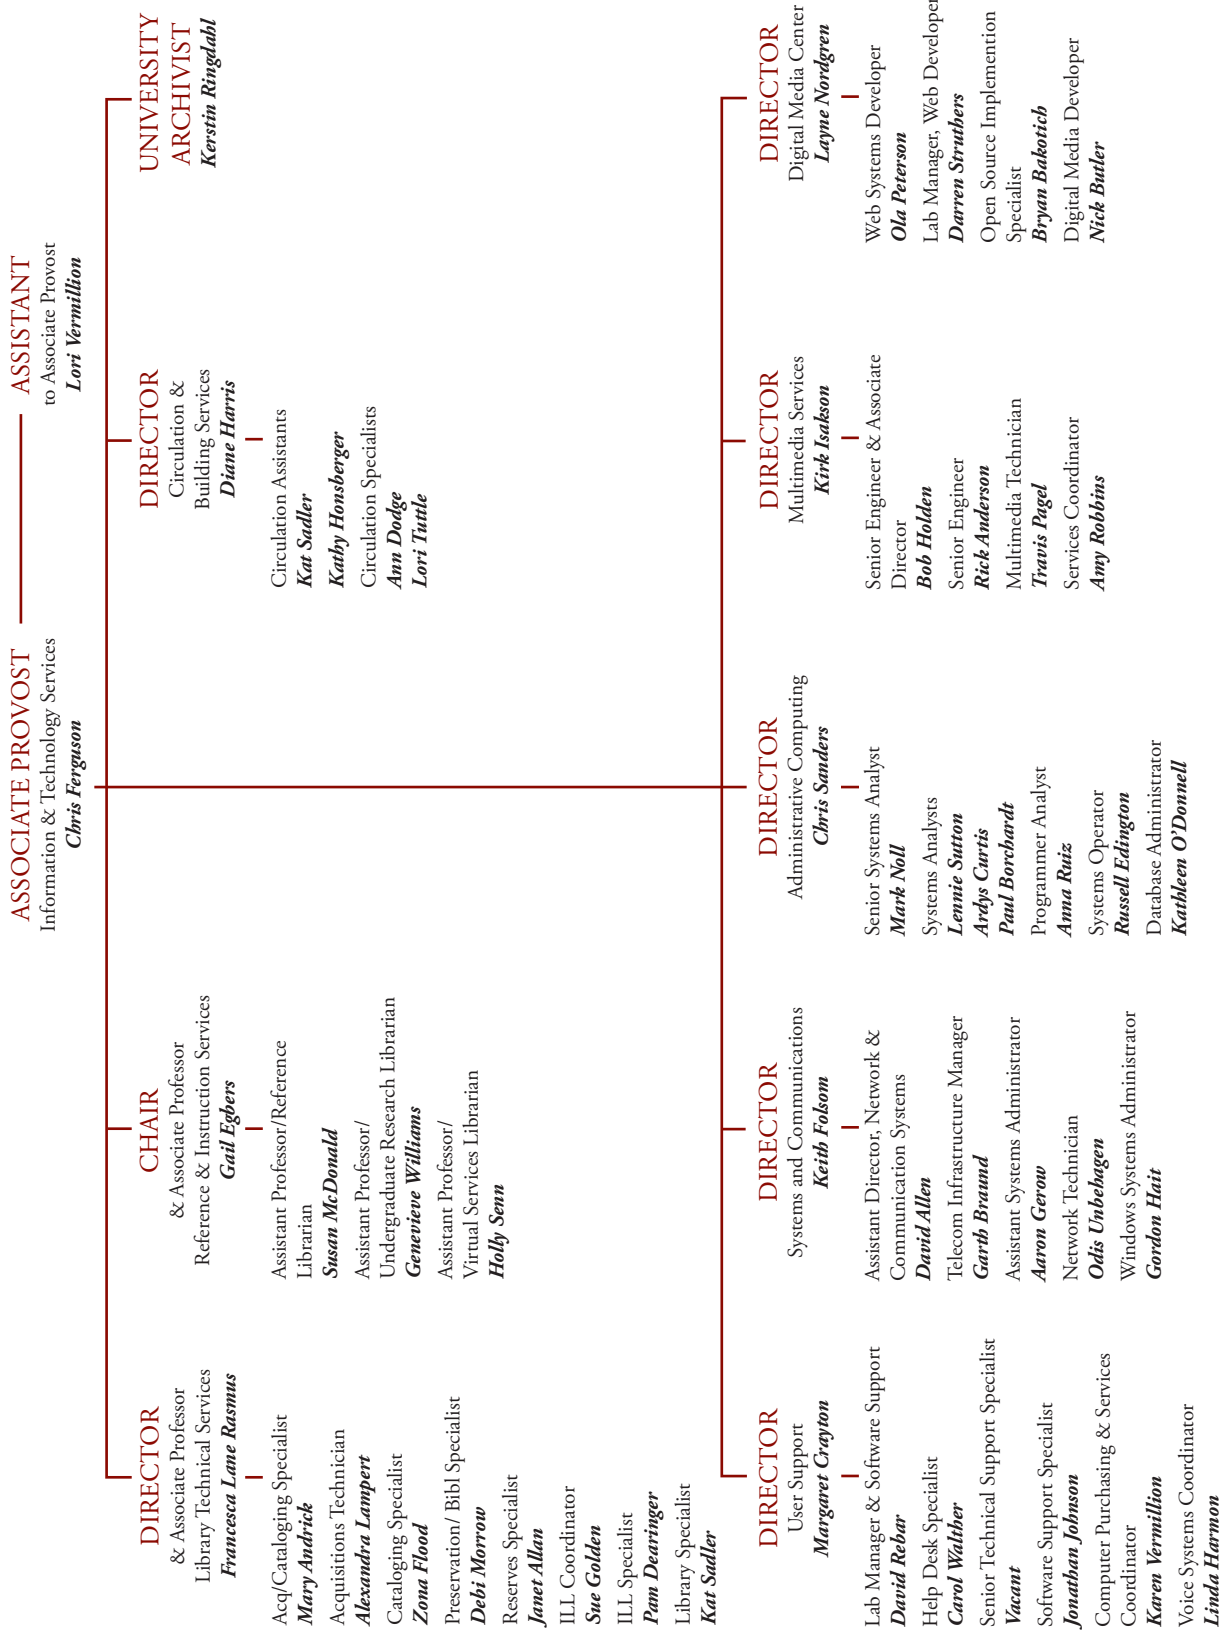 ASSOCIATE PROVOST
Information & Technology Services
Chris Ferguson
ASSISTANT
to Associate Provost
Lori Vermillion
DIRECTOR
& Associate Professor
Library Technical Services
Francesca Lane Rasmus
Acq/Cataloging Specialist
Mary Andrick
Acquisitions Technician
Alexandra Lampert
Cataloging Specialist
Zona Flood
Preservation/ Bibl Specialist
Debi Morrow
Reserves Specialist
Janet Allan
ILL Coordinator
Sue Golden
ILL Specialist
Pam Dearinger
Library Specialist
Kat Sadler
CHAIR
& Associate Professor
Reference & Instruction Services
Gail Egbers
Assistant Professor/Reference
Librarian
Susan McDonald
Assistant Professor/
Undergraduate Research Librarian
Genevieve Williams
Assistant Professor/
Virtual Services Librarian
Holly Senn
DIRECTOR
Circulation &
Building Services
Diane Harris
Circulation Assistants
Kat Sadler
Kathy Honsberger
Circulation Specialists
Ann Dodge
Lori Tuttle
UNIVERSITY
ARCHIVIST
Kerstin Ringdahl
DIRECTOR
User Support
Margaret Crayton
Lab Manager & Software Support
David Rebar
Help Desk Specialist
Carol Walther
Senior Technical Support Specialist
Vacant
Software Support Specialist
Jonathan Johnson
Computer Purchasing & Services
Coordinator
Karen Vermillion
Voice Systems Coordinator
Linda Harmon
DIRECTOR
Systems and Communications
Keith Folsom
Assistant Director, Network &
Communication Systems
David Allen
Telecom Infrastructure Manager
Garth Braund
Assistant Systems Administrator
Aaron Gerow
Network Technician
Odis Unbehagen
Windows Systems Administrator
Gordon Hait
DIRECTOR
Administrative Computing
Chris Sanders
Senior Systems Analyst
Mark Noll
Systems Analysts
Lennie Sutton
Ardys Curtis
Paul Borchardt
Programmer Analyst
Anna Ruiz
Systems Operator
Russell Edington
Database Administrator
Kathleen O'Donnell
DIRECTOR
Multimedia Services
Kirk Isakson
Senior Engineer & Associate
Director
Bob Holden
Senior Engineer
Rick Anderson
Multimedia Technician
Travis Pagel
Services Coordinator
Amy Robbins
DIRECTOR
Digital Media Center
Layne Nordgren
Web Systems Developer
Ola Peterson
Lab Manager, Web Developer
Darren Struthers
Open Source Implemention
Specialist
Bryan Bakotich
Digital Media Developer
Nick Butler